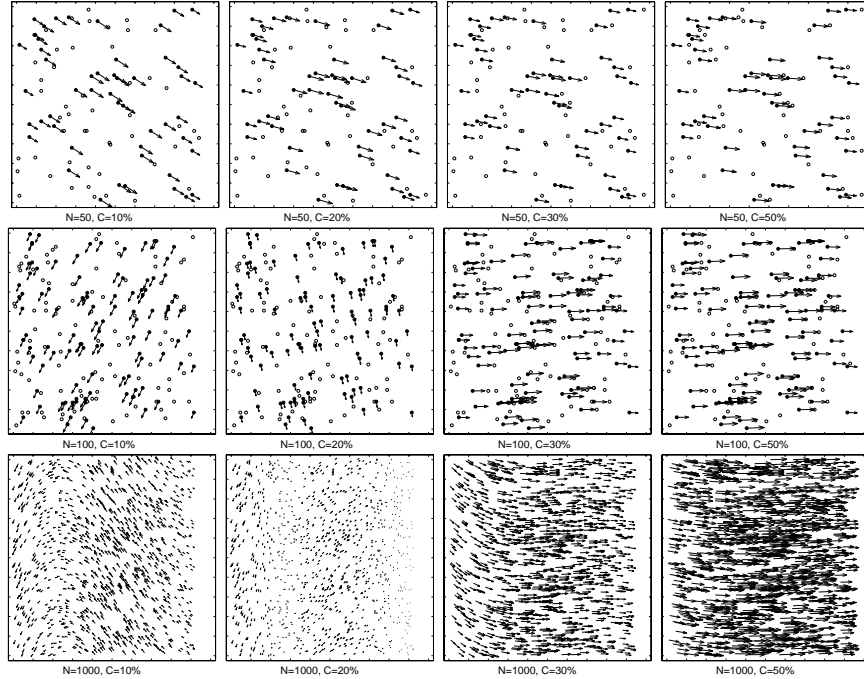 N=50, C=10%
N=50, C=20%
N=50, C=30%
N=50, C=50%
N=100, C=10%
N=100, C=20%
N=100, C=30%
N=100, C=50%
N=1000, C=10%
N=1000, C=20%
N=1000, C=30%
N=1000, C=50%